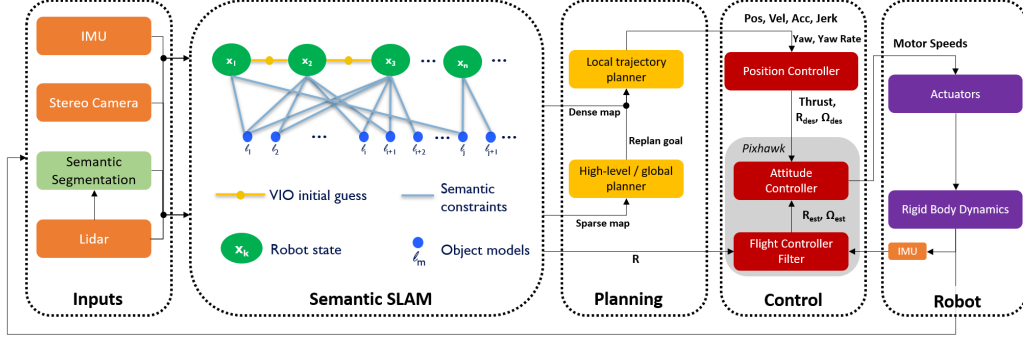 IMU
Stereo Camera
Semantic
Segmentation
Lidar
Inputs
x1
x2
x3
...
xn
...
ℓ1
ℓ2
...
ℓi
ℓi+1
ℓi+2
...
ℓj
ℓj+1
...
VIO initial guess
Semantic
constraints
xk
Robot state
ℓm
Object models
Semantic SLAM
Local trajectory
planner
Dense map
Replan goal
High-level / global
planner
Sparse map
R
Planning
Pos, Vel, Acc, Jerk
Yaw, Yaw Rate
Position Controller
Thrust,
Rdes, Ωdes
Pixhawk
Attitude
Controller
Rest, Ωest
Flight Controller
Filter
Control
Motor Speeds
Actuators
Rigid Body Dynamics
IMU
Robot